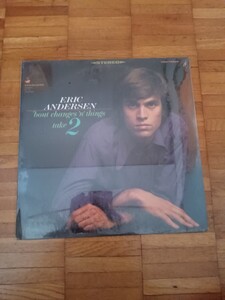 ERIC
ANDERSEN
'bout changes 'n' things
take 2